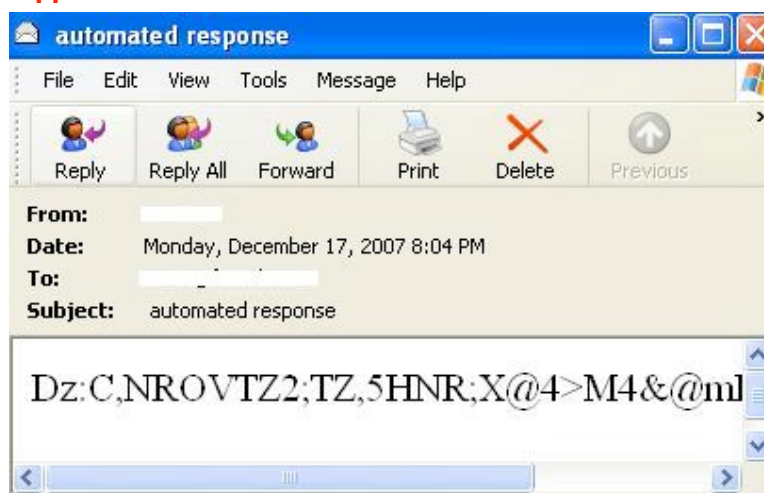 automated response
File Edit View Tools Message Help
Reply Reply All Forward Print Delete Previous
From:
Date: Monday, December 17, 2007 8:04 PM
To:
Subject: automated response
Dz:C,NROVTZ2;TZ,5HNR;X@4>M4&@m